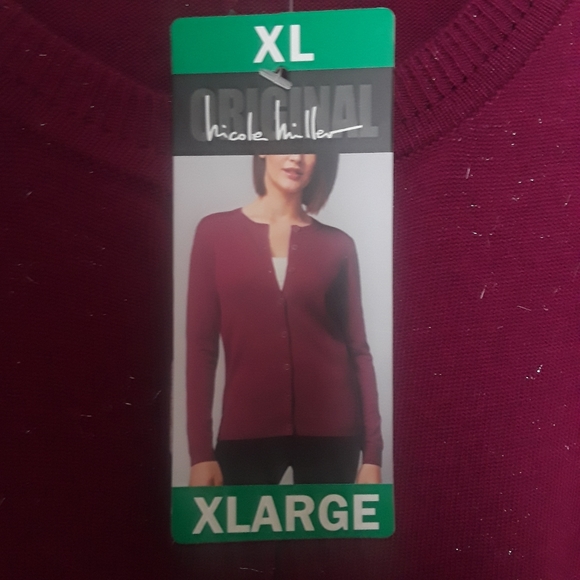 XL
ORIGINAL
Nicole Miller
XLARGE